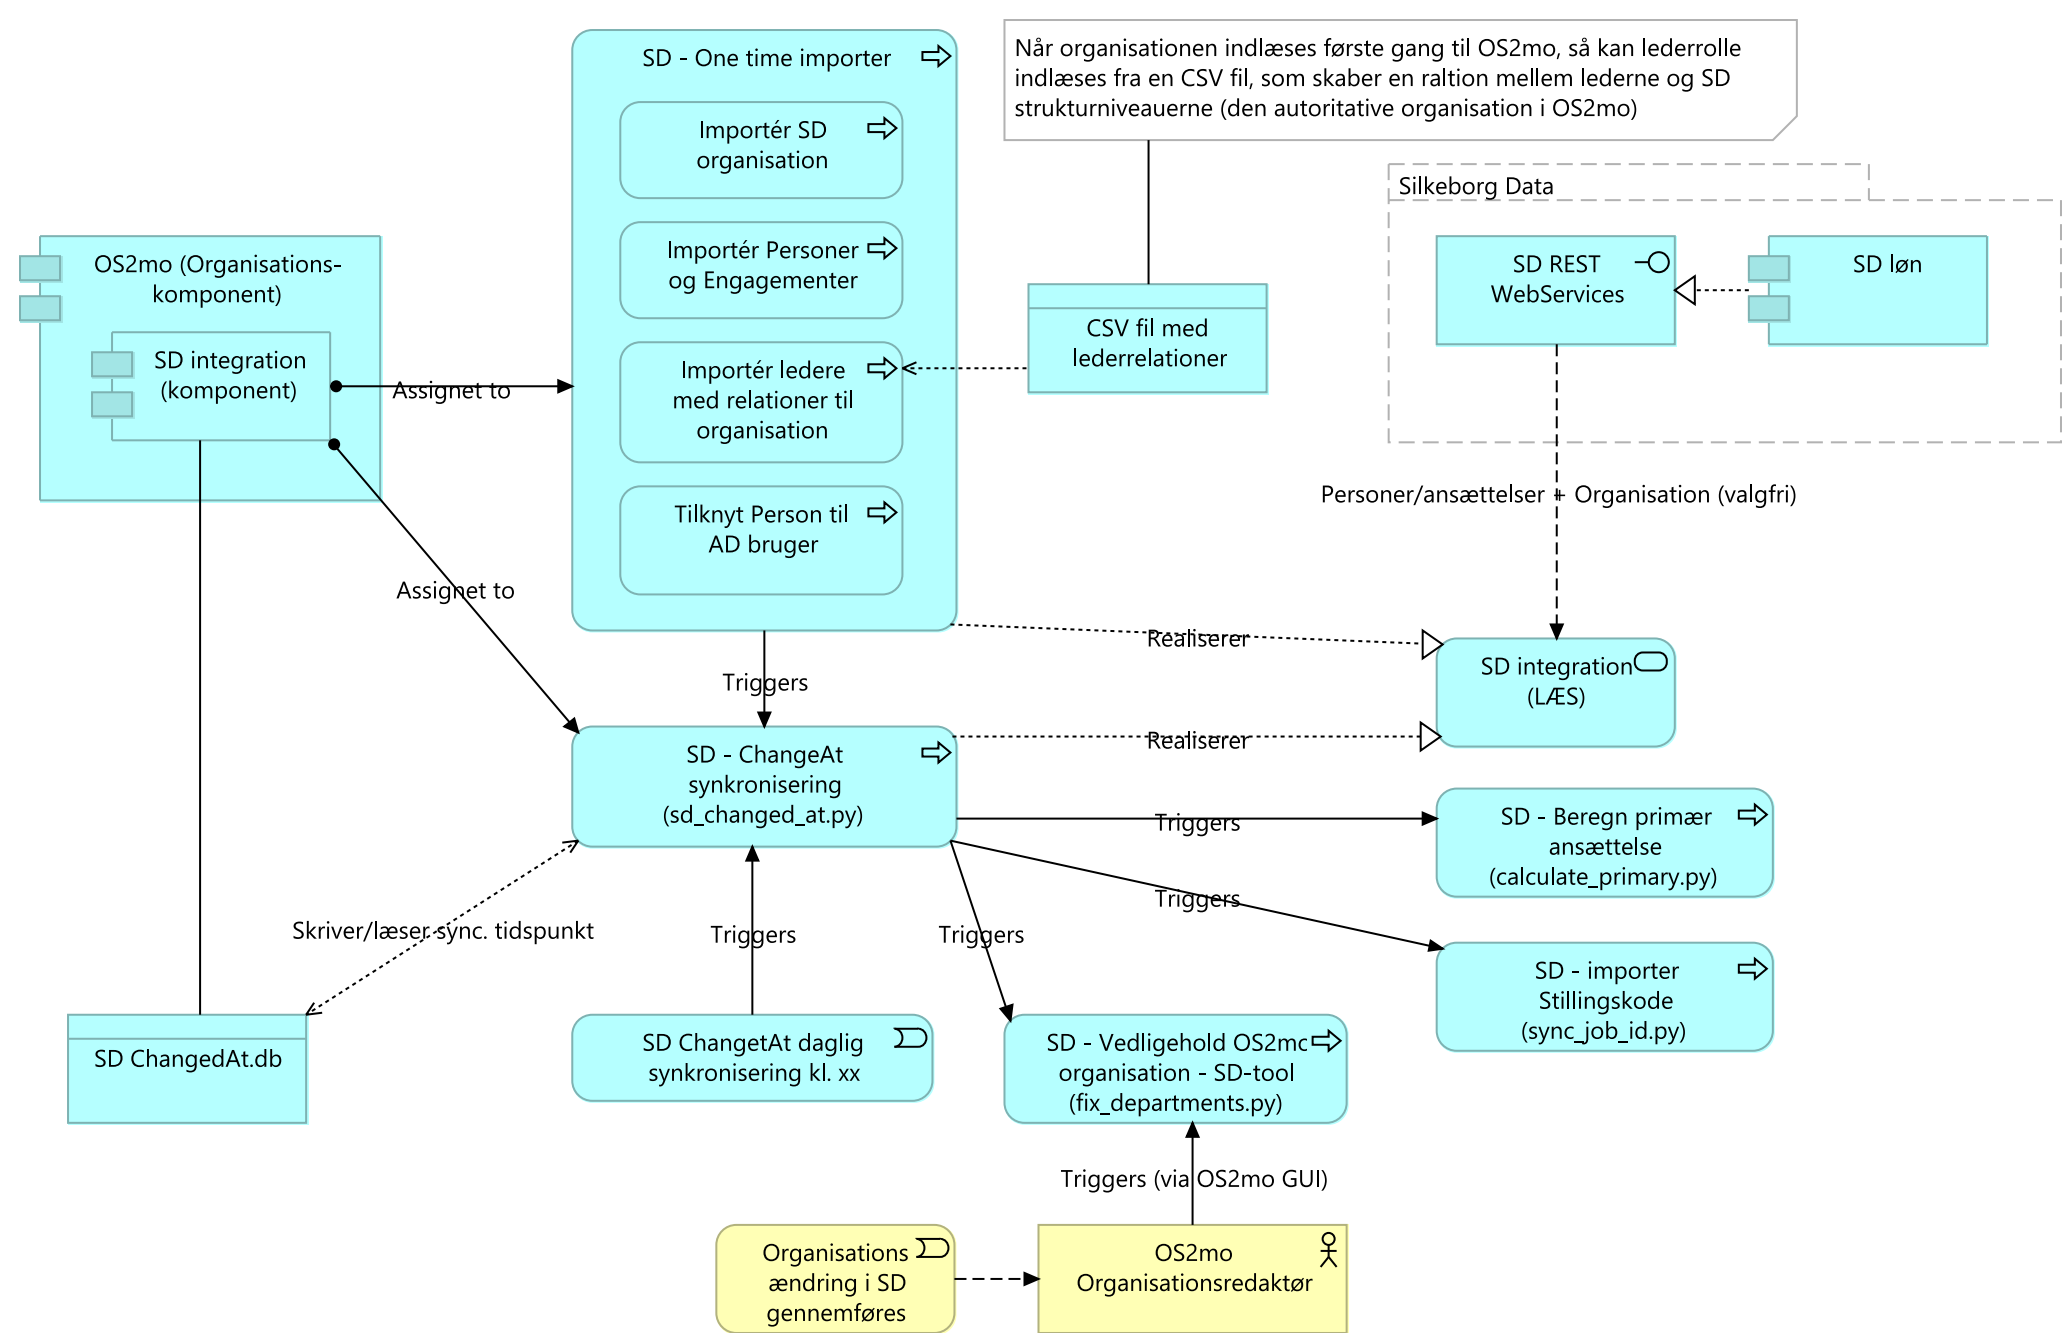 SD - One time importer
Importér SD
organisation
Importér Personer
og Engagementer
Importér ledere
med relationer til
organisation
Tilknyt Person til
AD bruger
Når organisationen indlæses første gang til OS2mo, så kan lederrolle
indlæses fra en CSV fil, som skaber en raltion mellem lederne og SD
strukturniveauerne (den autoritative organisation i OS2mo)
Silkeborg Data
SD REST
WebServices
SD løn
OS2mo (Organisations-
komponent)
SD integration
(komponent)
Assignet to
CSV fil med
lederrelationer
Personer/ansættelser + Organisation (valgfri)
Assignet to
Realiserer
SD integration
(LÆS)
Triggers
Realiserer
SD - ChangeAt
synkronisering
(sd_changed_at.py)
Triggers
SD - Beregn primær
ansættelse
(calculate_primary.py)
Triggers
Skriver/læser sync. tidspunkt
Triggers
Triggers
SD - importer
Stillingskode
(sync_job_id.py)
SD ChangedAt.db
SD ChangetAt daglig
synkronisering kl. xx
SD - Vedligehold OS2mo
organisation - SD-tool
(fix_departments.py)
Triggers (via OS2mo GUI)
Organisations
ændring i SD
gennemføres
OS2mo
Organisationsredaktør